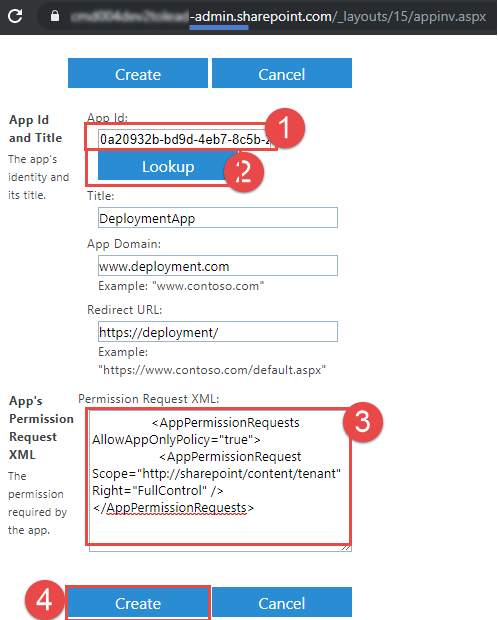 -admin.sharepoint.com/_layouts/15/appinv.aspx
Create Cancel
App Id and Title
The app's identity and its title.
App Id:
0a20932b-bd9d-4eb7-8c5b-
1
Lookup
2
Title:
DeploymentApp
App Domain:
www.deployment.com
Example: "www.contoso.com"
Redirect URL:
https://deployment/
Example:
"https://www.contoso.com/default.aspx"
App's Permission Request XML
The permission required by the app.
Permission Request XML:
3
<AppPermissionRequests
AllowAppOnlyPolicy="true">
<AppPermissionRequest
Scope="http://sharepoint/content/tenant"
Right="FullControl" />
</AppPermissionRequests>
4
Create Cancel